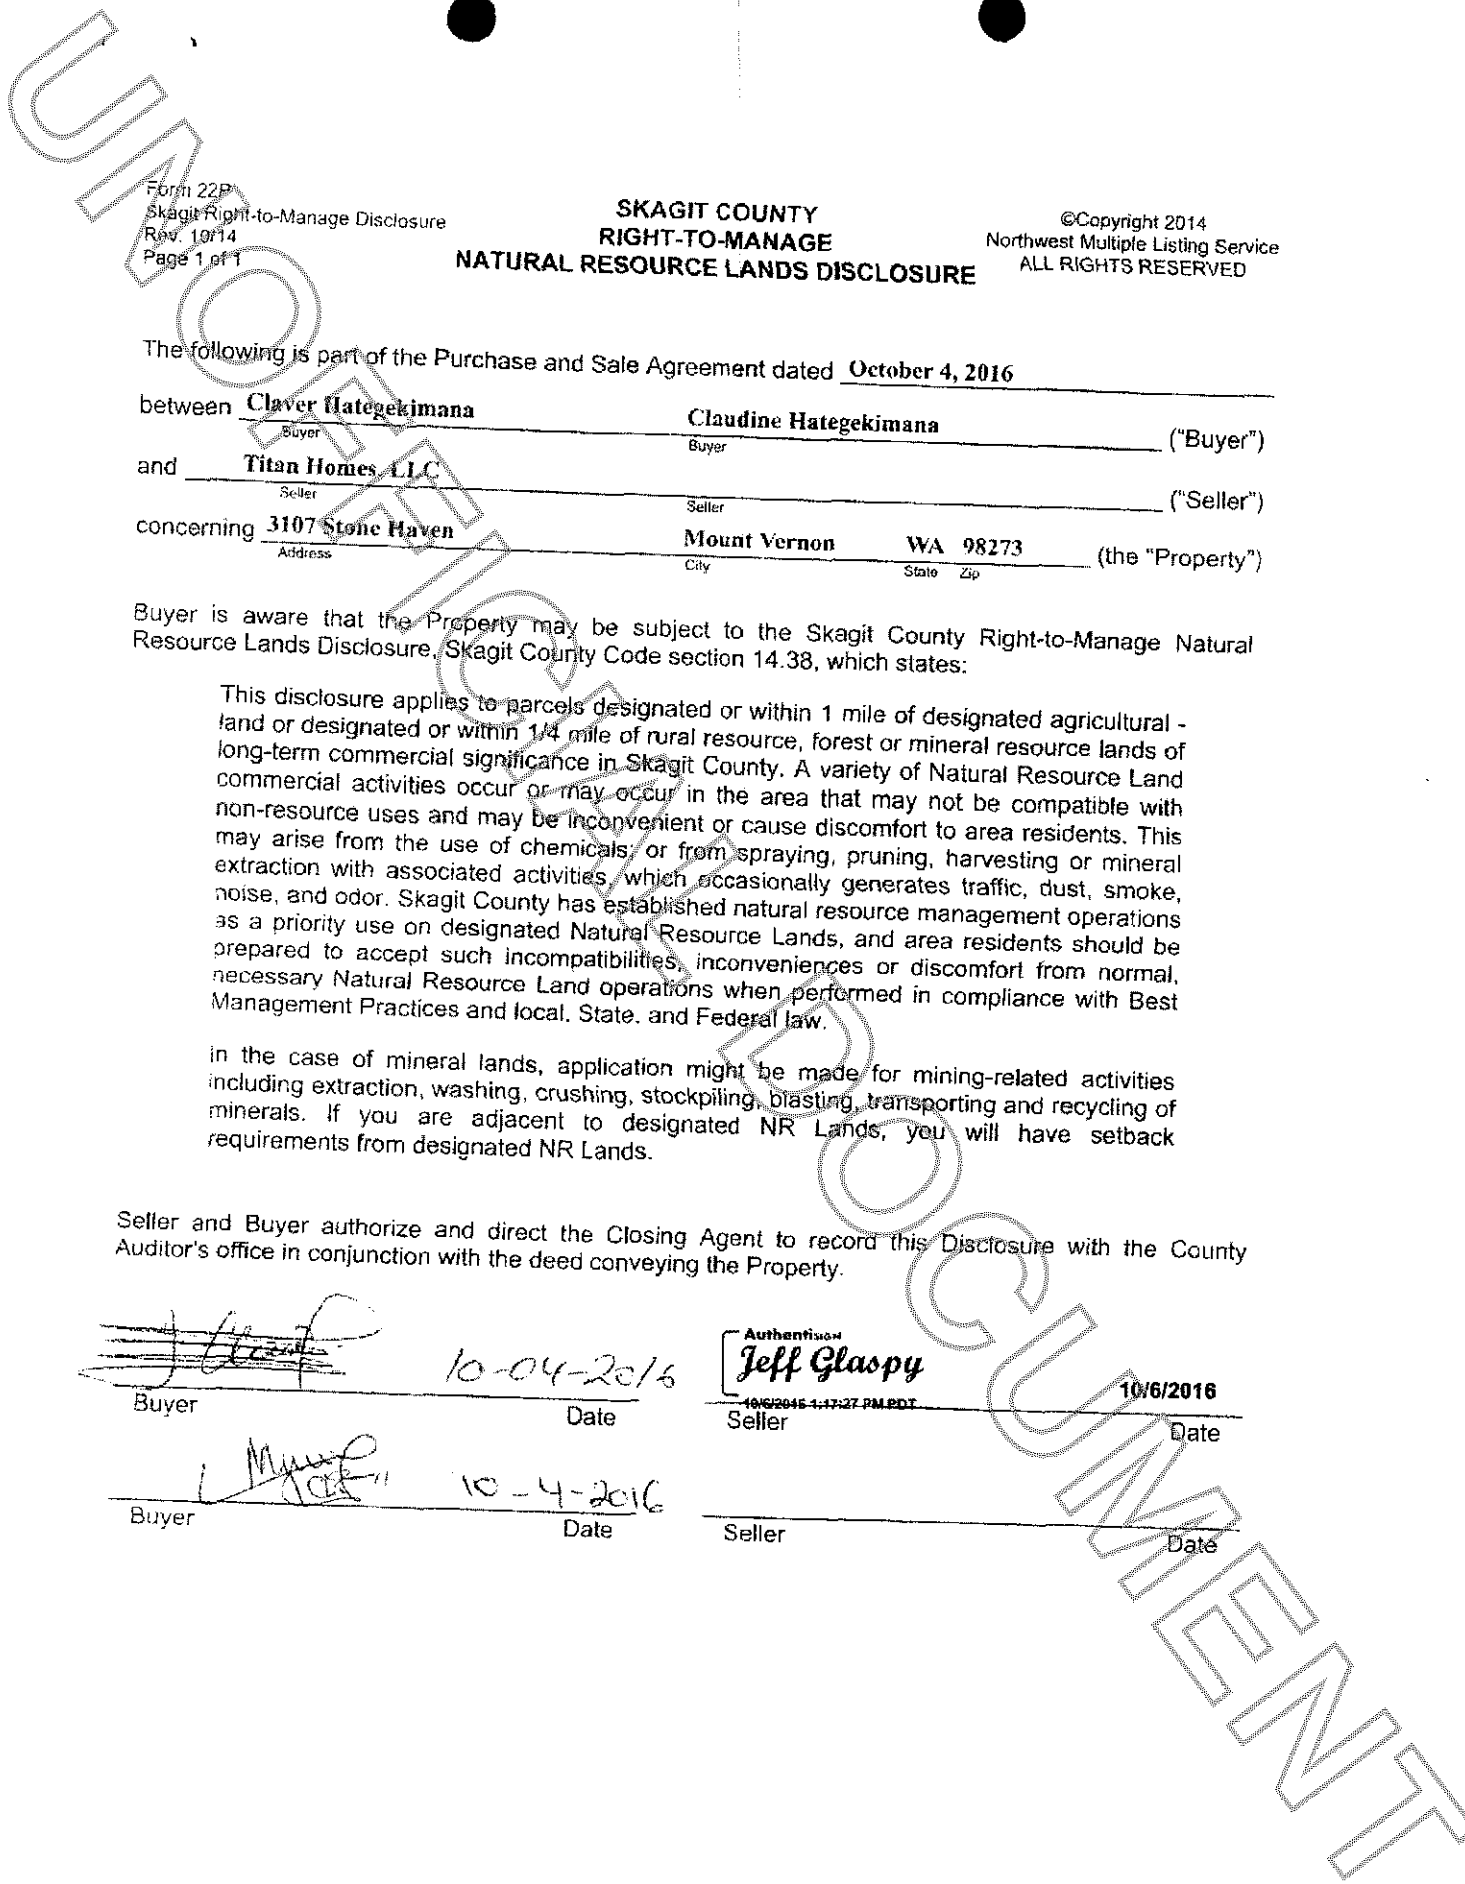 Form 22P
Skagit Right-to-Manage Disclosure
Rev. 10/14
Page 1 of 1
SKAGIT COUNTY
RIGHT-TO-MANAGE
NATURAL RESOURCE LANDS DISCLOSURE
©Copyright 2014
Northwest Multiple Listing Service
ALL RIGHTS RESERVED
The following is part of the Purchase and Sale Agreement dated October 4, 2016
between Claver Hategekimana Claudine Hategekimana ("Buyer")
Buyer Buyer
and Titan Homes, LLC ("Seller")
Seller Seller
concerning 3107 Stone Haven Mount Vernon WA 98273 (the "Property")
Address City State Zip
Buyer is aware that the Property may be subject to the Skagit County Right-to-Manage Natural
Resource Lands Disclosure, Skagit County Code section 14.38, which states:
This disclosure applies to parcels designated or within 1 mile of designated agricultural -
land or designated or within 1/4 mile of rural resource, forest or mineral resource lands of
long-term commercial significance in Skagit County. A variety of Natural Resource Land
commercial activities occur or may occur in the area that may not be compatible with
non-resource uses and may be inconvenient or cause discomfort to area residents. This
may arise from the use of chemicals; or from spraying, pruning, harvesting or mineral
extraction with associated activities, which occasionally generates traffic, dust, smoke,
noise, and odor. Skagit County has established natural resource management operations
as a priority use on designated Natural Resource Lands, and area residents should be
prepared to accept such incompatibilities, inconveniences or discomfort from normal,
necessary Natural Resource Land operations when performed in compliance with Best
Management Practices and local. State. and Federal law.
In the case of mineral lands, application might be made for mining-related activities
including extraction, washing, crushing, stockpiling, blasting, transporting and recycling of
minerals. If you are adjacent to designated NR Lands, you will have setback
requirements from designated NR Lands.
Seller and Buyer authorize and direct the Closing Agent to record this Disclosure with the County
Auditor's office in conjunction with the deed conveying the Property.
10-04-2016
Authentisign
Jeff Glaspy
10/6/2016 1:17:27 PM PDT
10/6/2016
Buyer Date Seller Date
10-4-2016
Buyer Date Seller Date
UNOFFICIAL DOCUMENT